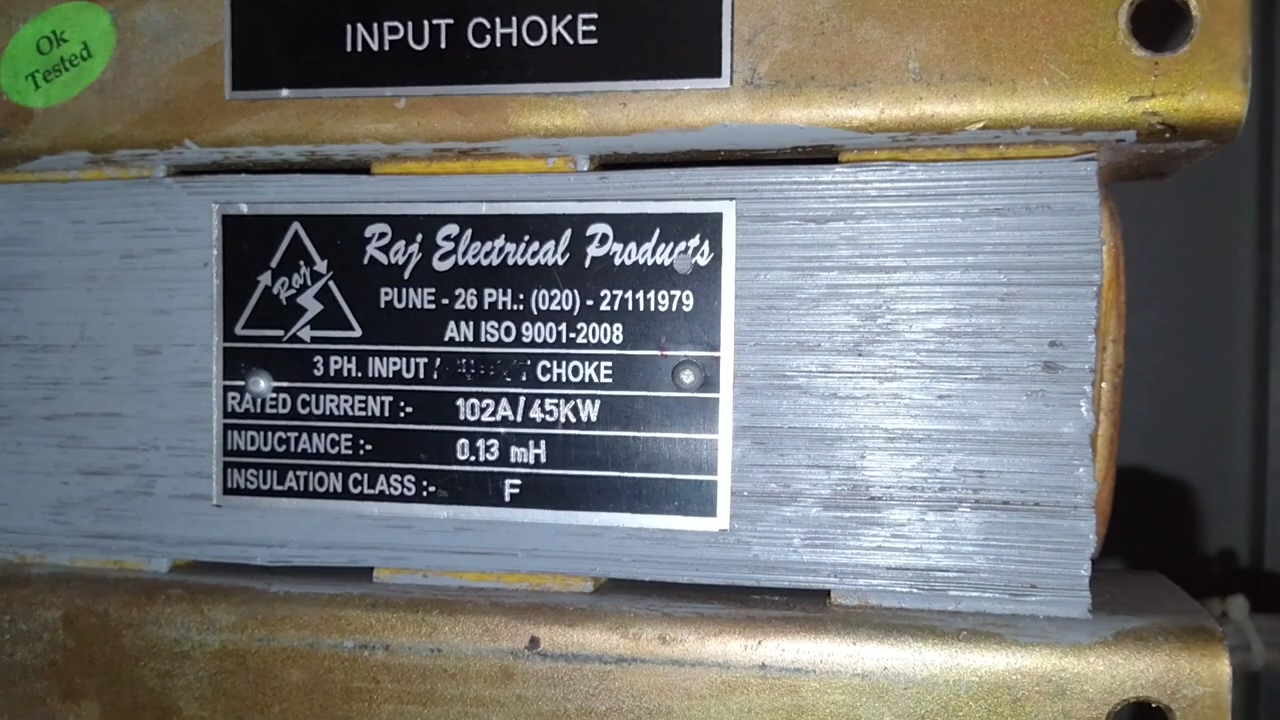 Ok
Tested
INPUT CHOKE
Raj
Raj Electrical Products
PUNE - 26 PH.: (020) - 27111979
AN ISO 9001-2008
3 PH. INPUT / CHOKE
RATED CURRENT :- 102A/45KW
INDUCTANCE :- 0.13 mH
INSULATION CLASS :- F